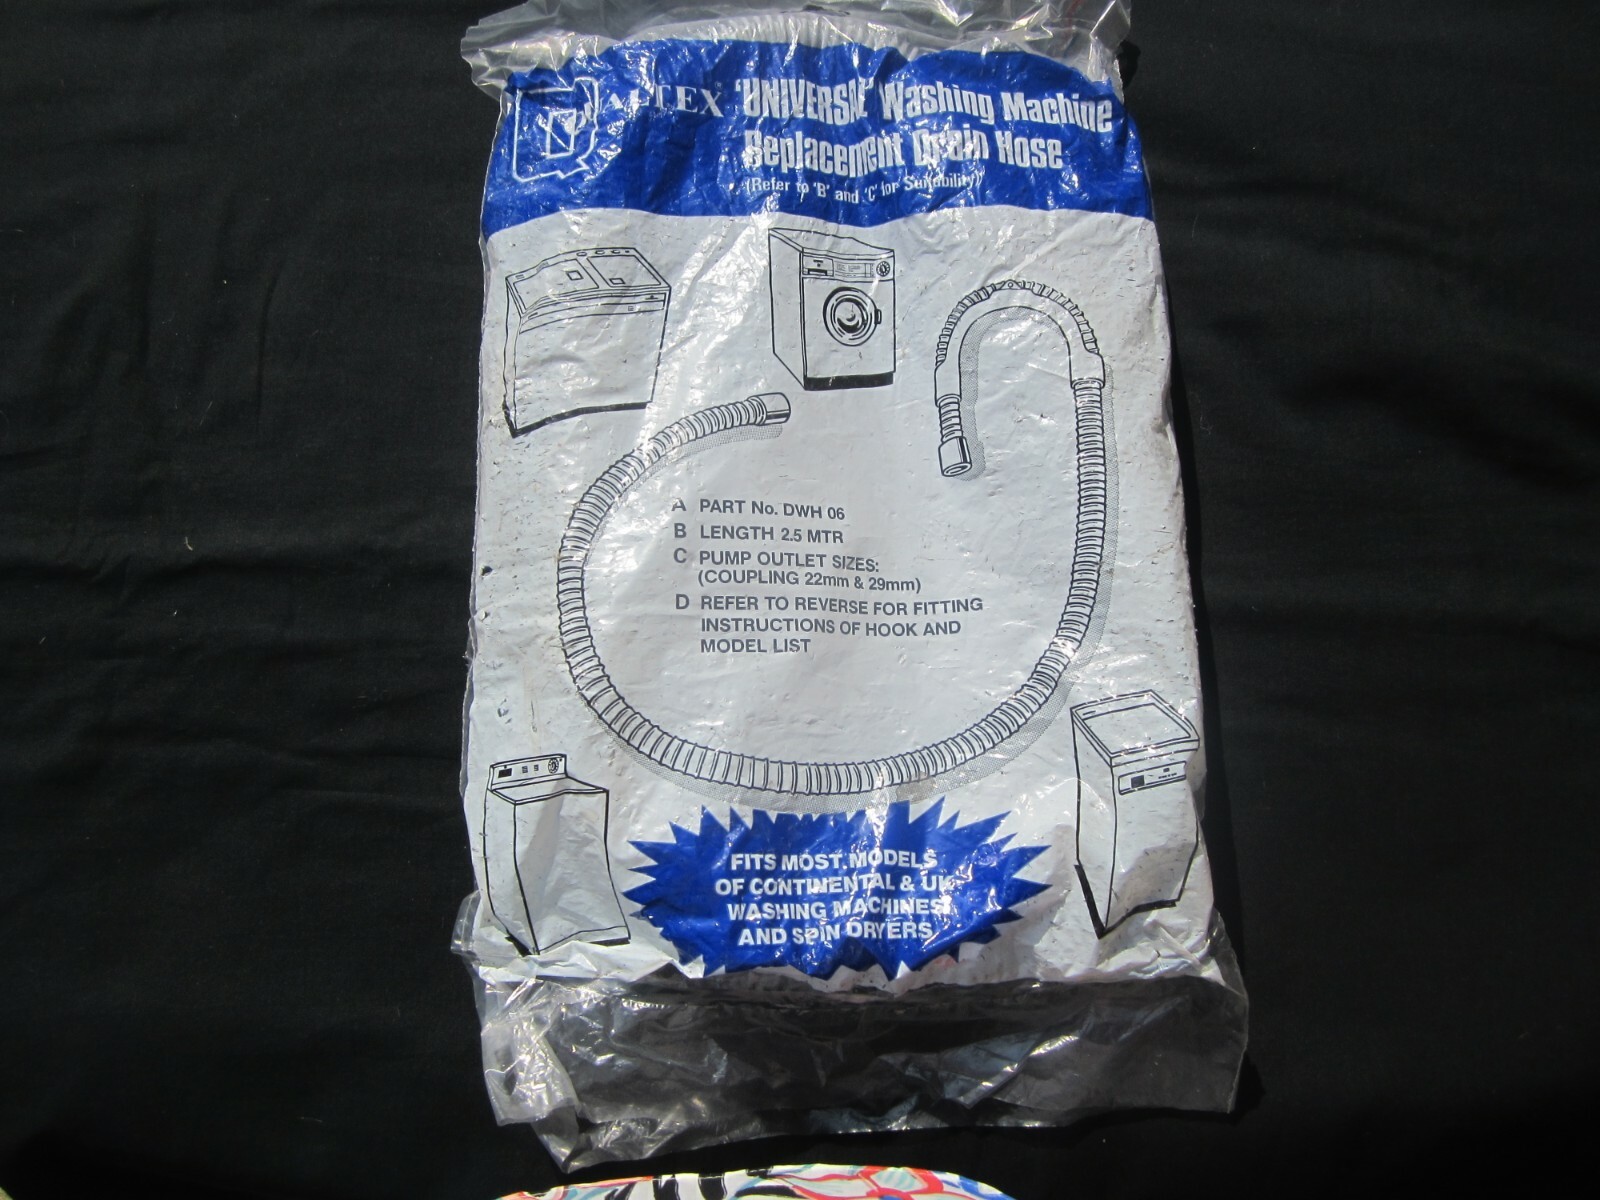 QUALTEX 'UNIVERSAL' Washing Machine
Replacement Drain Hose
(Refer to 'B' and 'C' for Suitability)
A PART No. DWH 06
B LENGTH 2.5 MTR
C PUMP OUTLET SIZES:
(COUPLING 22mm & 29mm)
D REFER TO REVERSE FOR FITTING
INSTRUCTIONS OF HOOK AND
MODEL LIST
FITS MOST MODELS
OF CONTINENTAL & UK
WASHING MACHINES
AND SPIN DRYERS